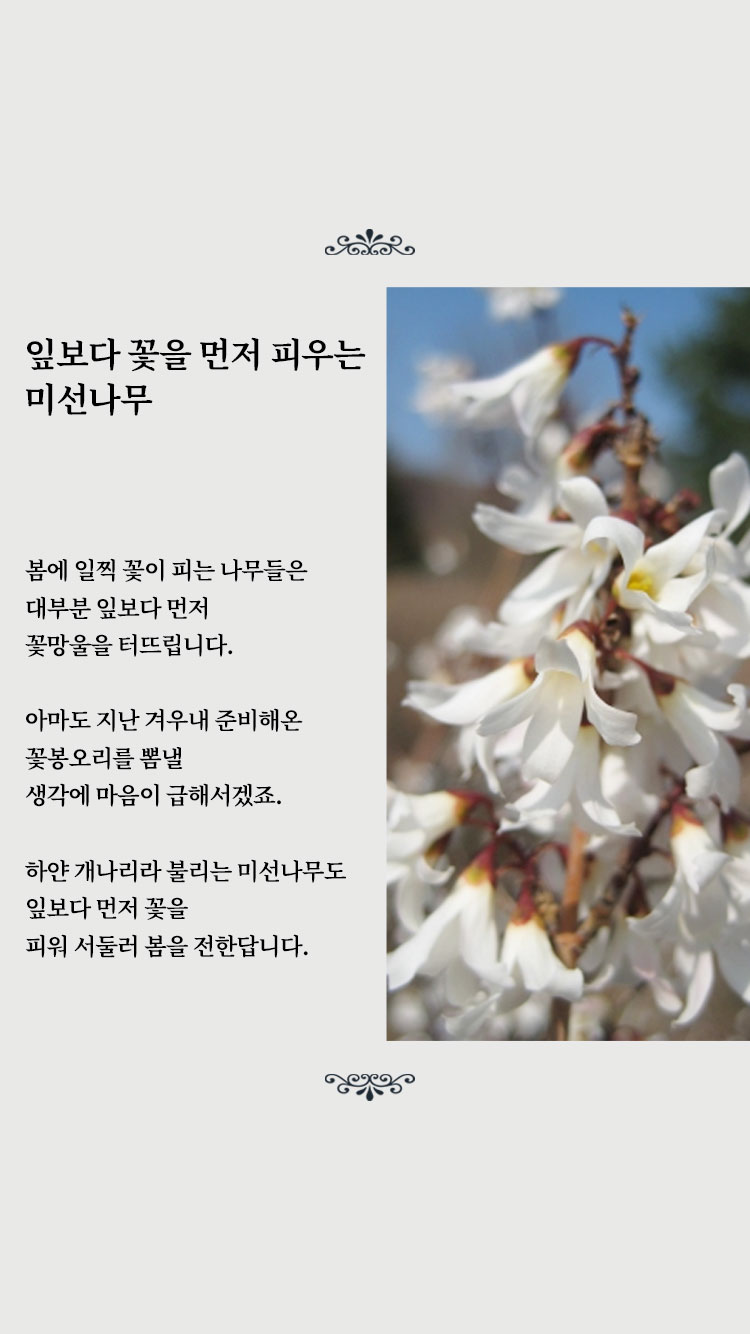 잎보다 꽃을 먼저 피우는
미선나무
봄에 일찍 꽃이 피는 나무들은
대부분 잎보다 먼저
꽃망울을 터뜨립니다.
아마도 지난 겨우내 준비해온
꽃봉오리를 뽐낼
생각에 마음이 급해서겠죠.
하얀 개나리라 불리는 미선나무도
잎보다 먼저 꽃을
피워 서둘러 봄을 전한답니다.